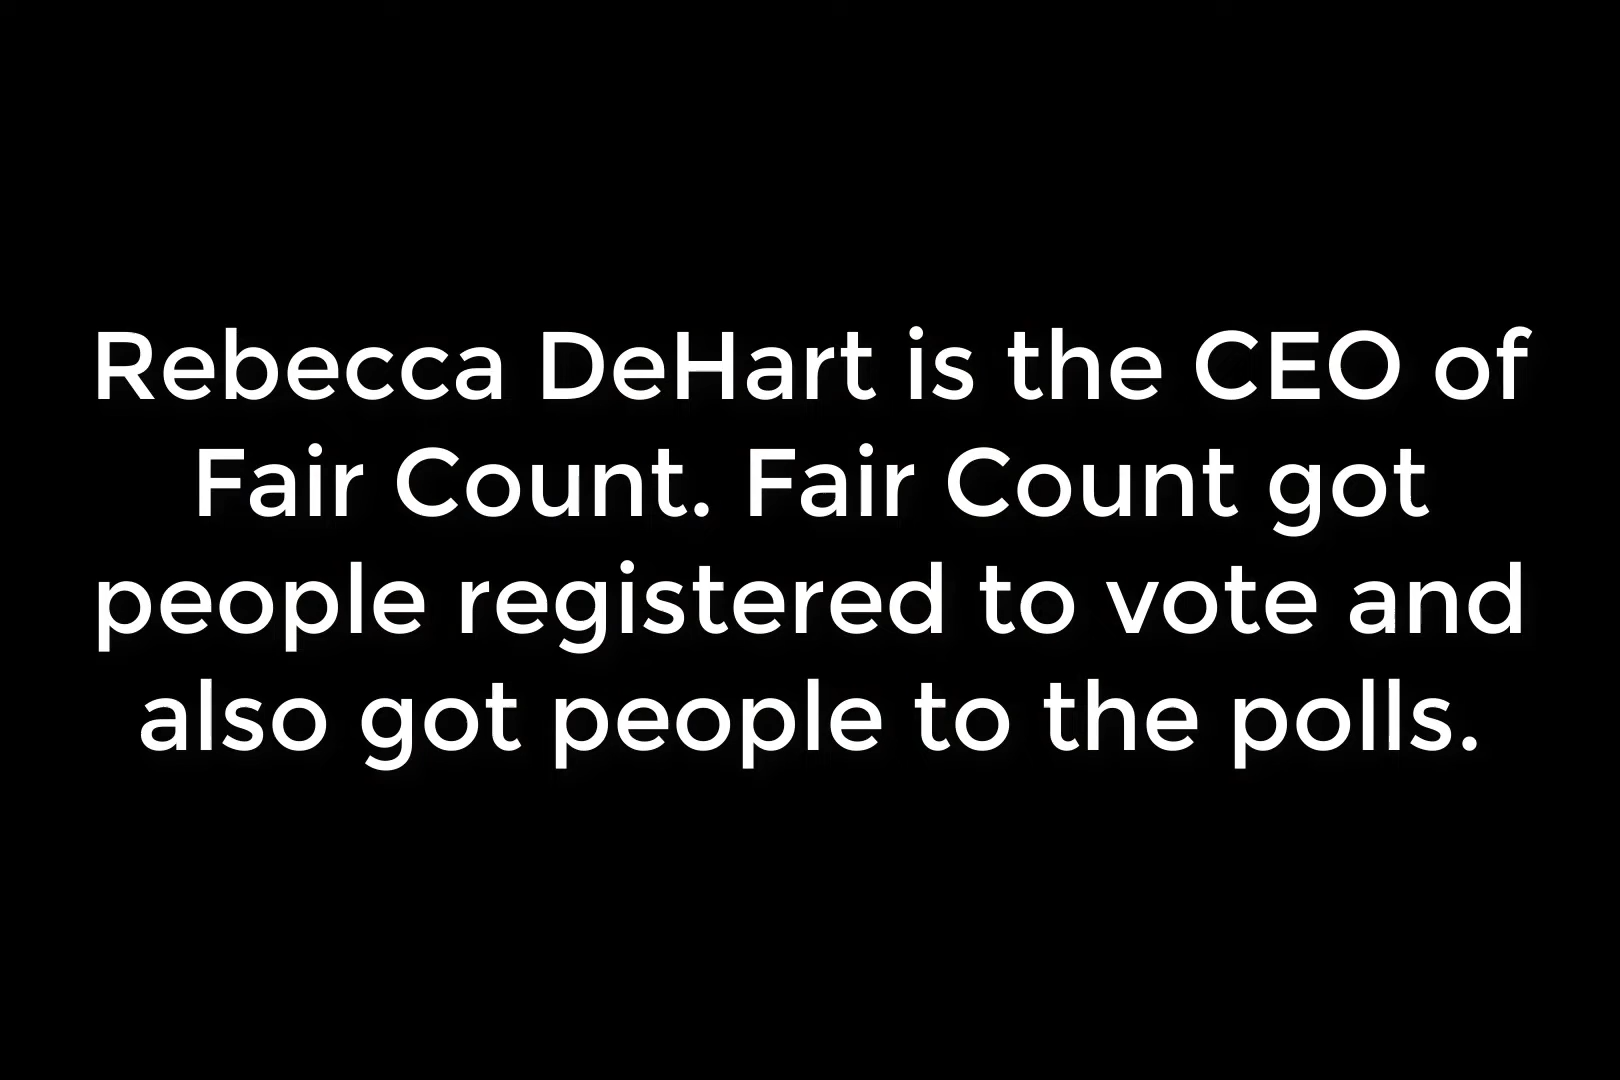 Rebecca DeHart is the CEO of
Fair Count. Fair Count got
people registered to vote and
also got people to the polls.